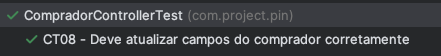 CompradorControllerTest (com.project.pin)
CT08 - Deve atualizar campos do comprador corretamente